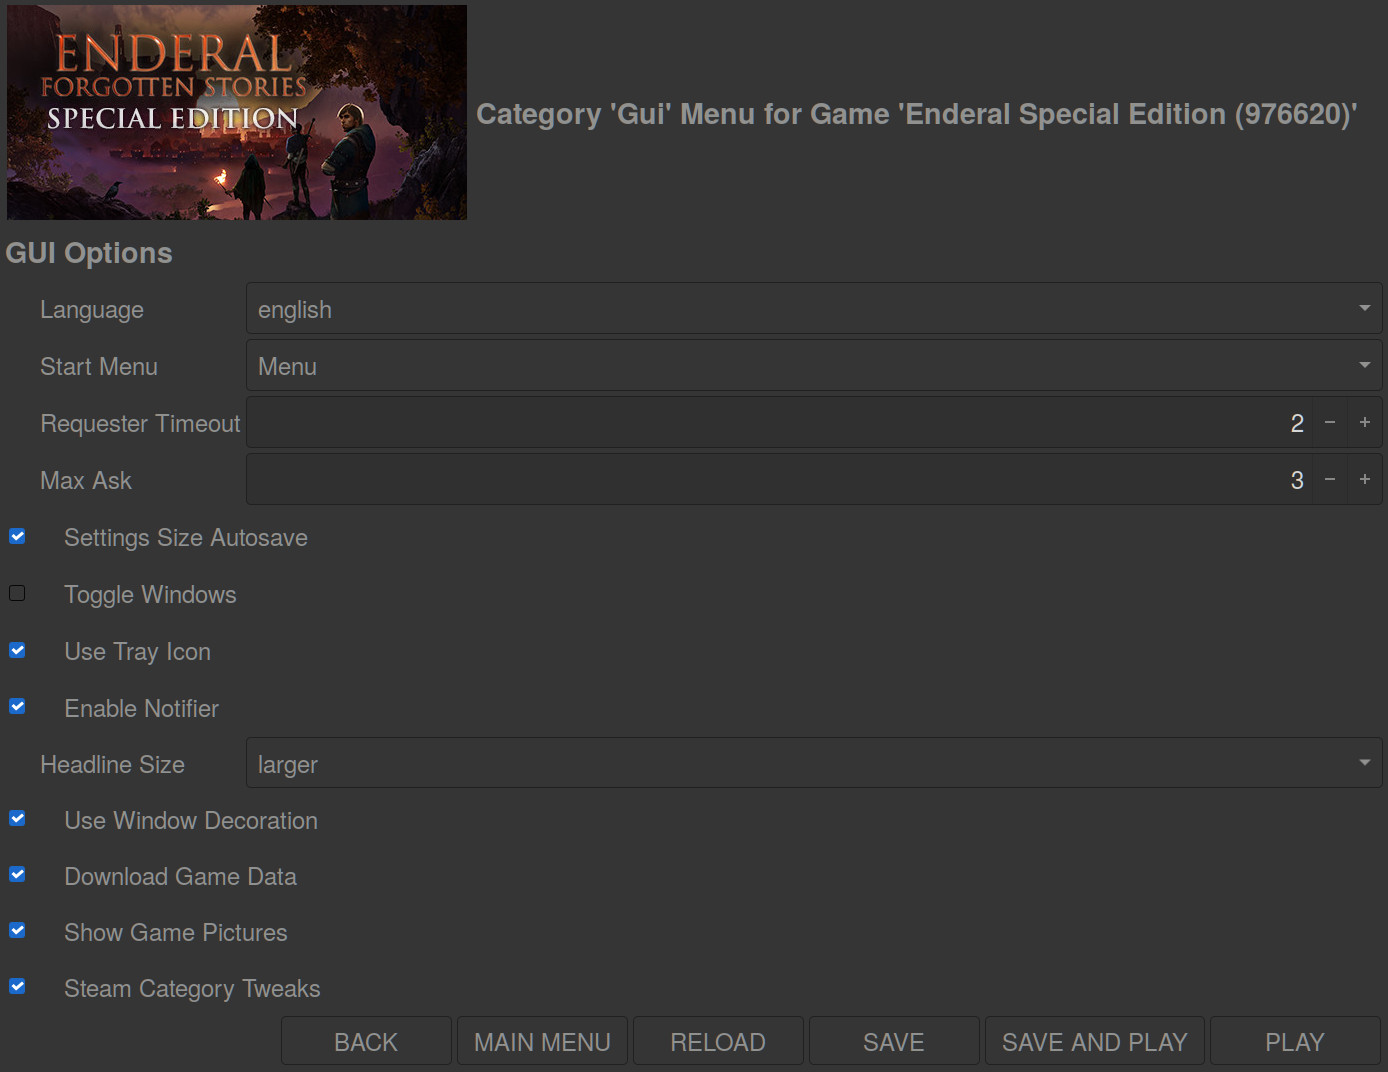 ENDERAL
FORGOTTEN STORIES
SPECIAL EDITION
Category 'Gui' Menu for Game 'Enderal Special Edition (976620)'
GUI Options
Language english
Start Menu Menu
Requester Timeout 2 − +
Max Ask 3 − +
Settings Size Autosave
Toggle Windows
Use Tray Icon
Enable Notifier
Headline Size larger
Use Window Decoration
Download Game Data
Show Game Pictures
Steam Category Tweaks
BACK MAIN MENU RELOAD SAVE SAVE AND PLAY PLAY